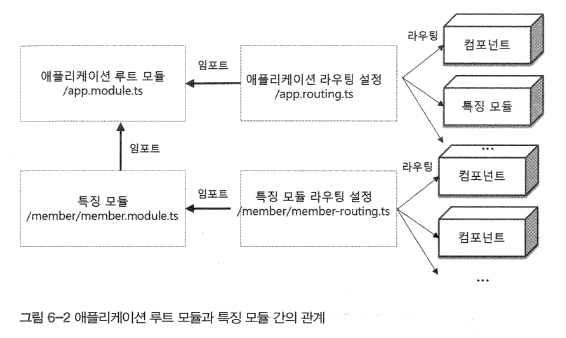 라우팅
컴포넌트
애플리케이션 루트 모듈
/app.module.ts
임포트
애플리케이션 라우팅 설정
/app.routing.ts
특징 모듈
...
임포트
라우팅
컴포넌트
특징 모듈
/member/member.module.ts
임포트
특징 모듈 라우팅 설정
/member/member-routing.ts
컴포넌트
...
그림 6-2 애플리케이션 루트 모듈과 특징 모듈 간의 관계